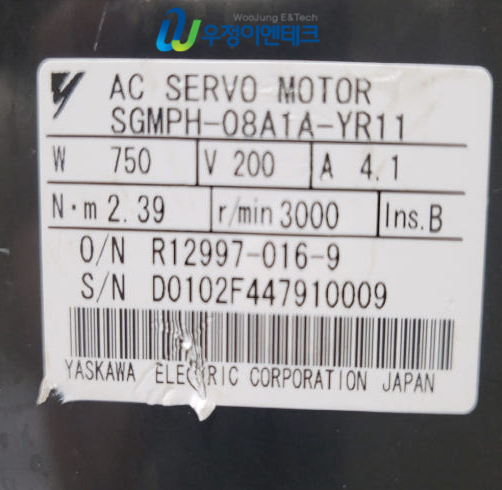 WooJung E&Tech
우정이엔테크
AC SERVO MOTOR
SGMPH-08A1A-YR11
W 750 V 200 A 4.1
N·m 2.39 r/min 3000 Ins.B
O/N R12997-016-9
S/N D0102F447910009
YASKAWA ELECTRIC CORPORATION JAPAN